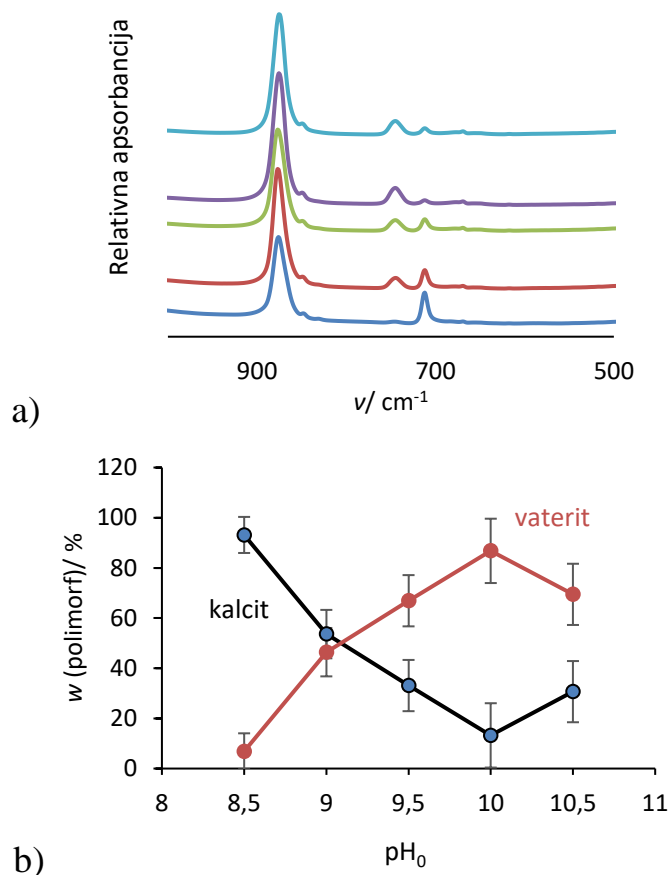 Relativna apsorbancija
900
700
500
ν/ cm⁻¹
a)
120
100
80
60
40
20
0
w (polimorf)/ %
vaterit
kalcit
8
8,5
9
9,5
10
10,5
11
pH₀
b)